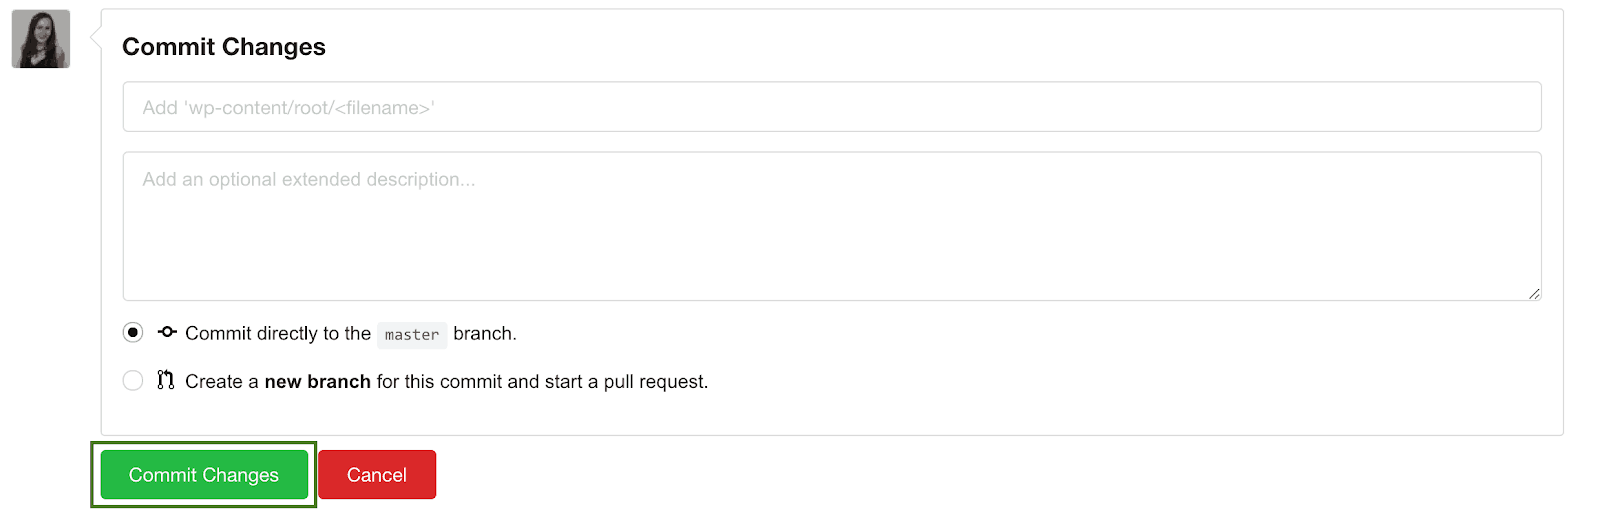 Commit Changes
Add 'wp-content/root/<filename>'
Add an optional extended description...
Commit directly to the master branch.
Create a new branch for this commit and start a pull request.
Commit Changes Cancel